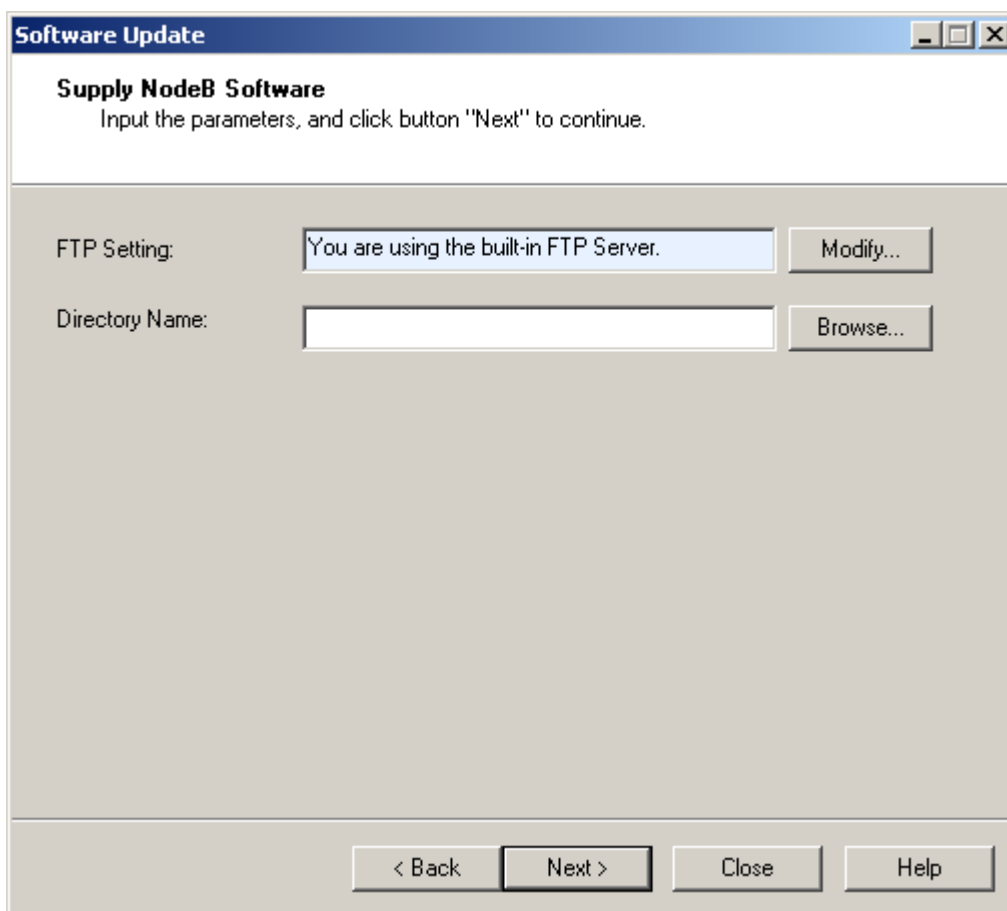 Software Update
Supply NodeB Software
Input the parameters, and click button "Next" to continue.
FTP Setting:
You are using the built-in FTP Server.
Modify...
Directory Name:
Browse...
< Back
Next >
Close
Help